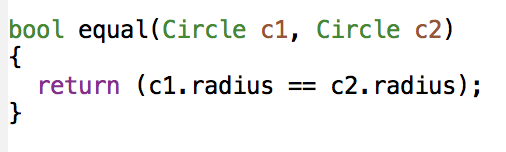 bool equal(Circle c1, Circle c2)
{
  return (c1.radius == c2.radius);
}